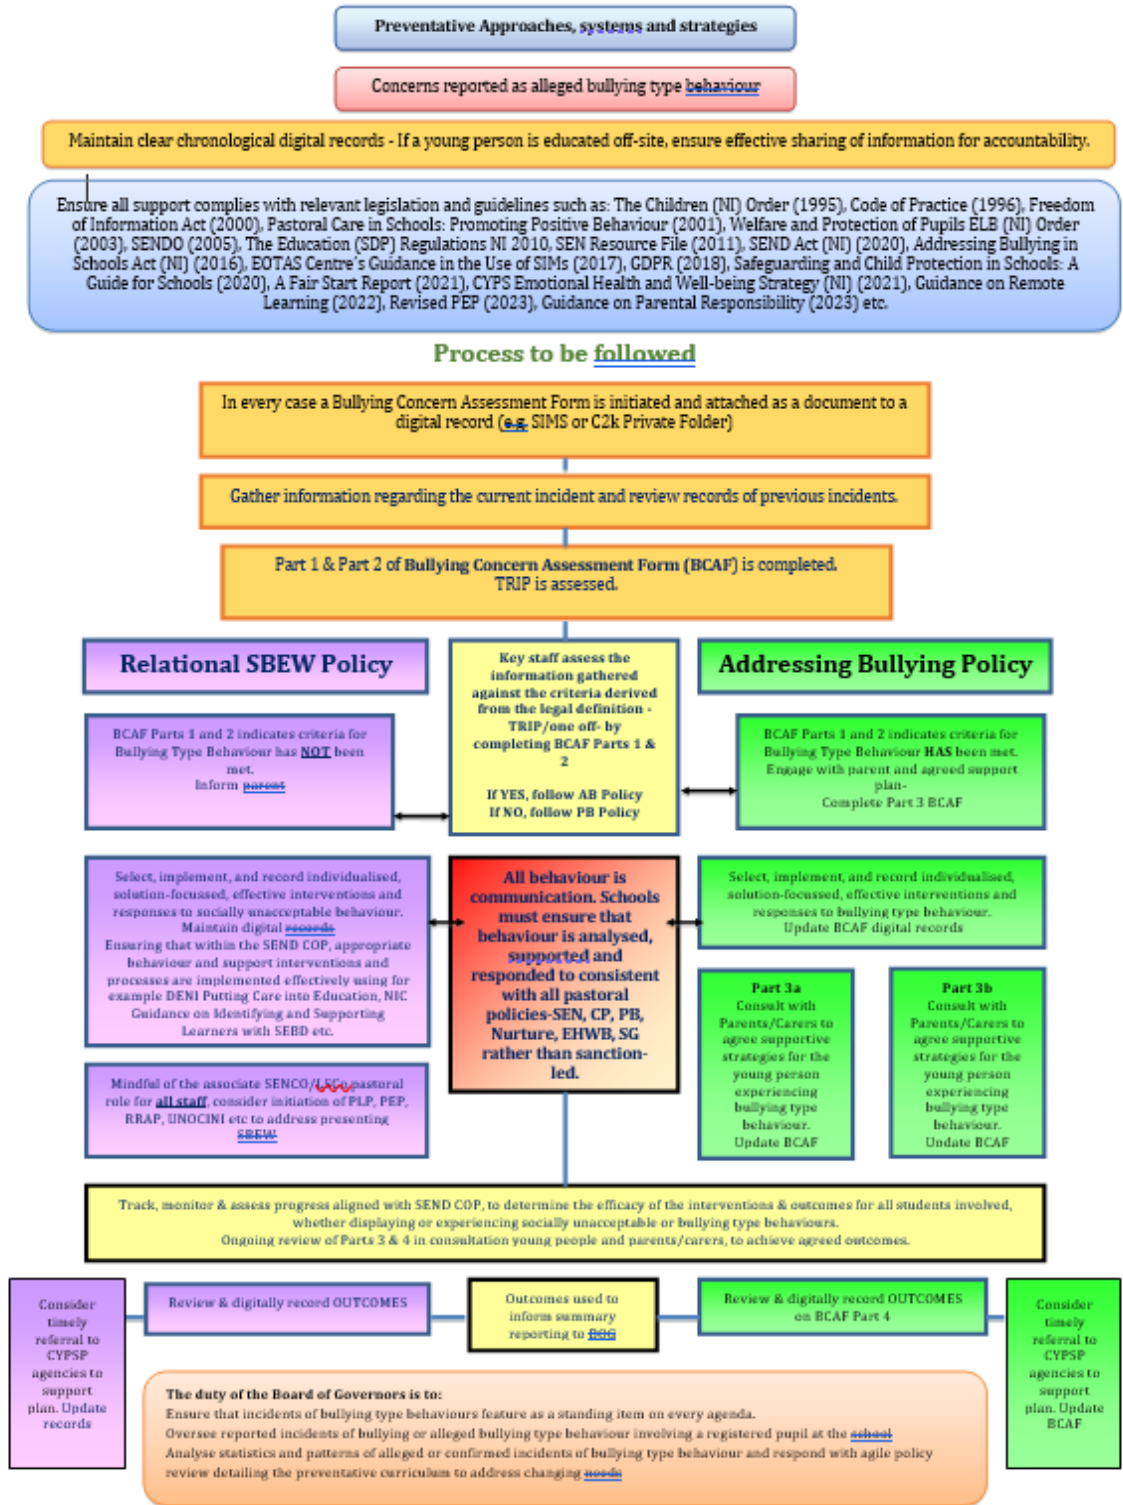 Preventative Approaches, systems and strategies
Concerns reported as alleged bullying type behaviour
Maintain clear chronological digital records - If a young person is educated off-site, ensure effective sharing of information for accountability.
Ensure all support complies with relevant legislation and guidelines such as: The Children (NI) Order (1995), Code of Practice (1996), Freedom
of Information Act (2000), Pastoral Care in Schools: Promoting Positive Behaviour (2001), Welfare and Protection of Pupils ELB (NI) Order
(2003), SENDO (2005), The Education (SDP) Regulations NI 2010, SEN Resource File (2011), SEND Act (NI) (2020), Addressing Bullying in
Schools Act (NI) (2016), EOTAS Centre's Guidance in the Use of SIMs (2017), GDPR (2018), Safeguarding and Child Protection in Schools: A
Guide for Schools (2020), A Fair Start Report (2021), CYPS Emotional Health and Well-being Strategy (NI) (2021), Guidance on Remote
Learning (2022), Revised PEP (2023), Guidance on Parental Responsibility (2023) etc.
Process to be followed
In every case a Bullying Concern Assessment Form is initiated and attached as a document to a
digital record (e.g. SIMS or C2k Private Folder)
Gather information regarding the current incident and review records of previous incidents.
Part 1 & Part 2 of Bullying Concern Assessment Form (BCAF) is completed.
TRIP is assessed.
Relational SBEW Policy
Key staff assess the
information gathered
against the criteria derived
from the legal definition -
TRIP/one off- by
completing BCAF Parts 1 &
2
If YES, follow AB Policy
If NO, follow PB Policy
Addressing Bullying Policy
BCAF Parts 1 and 2 indicates criteria for
Bullying Type Behaviour has NOT been
met.
Inform parent
BCAF Parts 1 and 2 indicates criteria for
Bullying Type Behaviour HAS been met.
Engage with parent and agreed support
plan-
Complete Part 3 BCAF
Select, implement, and record individualised,
solution-focussed, effective interventions and
responses to socially unacceptable behaviour.
Maintain digital records
Ensuring that within the SEND COP, appropriate
behaviour and support interventions and
processes are implemented effectively using for
example DENI Putting Care into Education, NIC
Guidance on Identifying and Supporting
Learners with SEBD etc.
All behaviour is
communication. Schools
must ensure that
behaviour is analysed,
supported and
responded to consistent
with all pastoral
policies-SEN, CP, PB,
Nurture, EHWB, SG
rather than sanction-
led.
Select, implement, and record individualised,
solution-focussed, effective interventions and
responses to bullying type behaviour.
Update BCAF digital records
Part 3a
Consult with
Parents/Carers to
agree supportive
strategies for the
young person
experiencing
bullying type
behaviour.
Update BCAF
Part 3b
Consult with
Parents/Carers to
agree supportive
strategies for the
young person
experiencing
bullying type
behaviour.
Update BCAF
Mindful of the associate SENCO/LSCo pastoral
role for all staff, consider initiation of PLP, PEP,
RRAP, UNOCINI etc to address presenting
SBEW
Track, monitor & assess progress aligned with SEND COP, to determine the efficacy of the interventions & outcomes for all students involved,
whether displaying or experiencing socially unacceptable or bullying type behaviours.
Ongoing review of Parts 3 & 4 in consultation young people and parents/carers, to achieve agreed outcomes.
Consider
timely
referral to
CYPSP
agencies to
support
plan. Update
records
Review & digitally record OUTCOMES
Outcomes used to
inform summary
reporting to BOG
Review & digitally record OUTCOMES
on BCAF Part 4
Consider
timely
referral to
CYPSP
agencies to
support
plan. Update
BCAF
The duty of the Board of Governors is to:
Ensure that incidents of bullying type behaviours feature as a standing item on every agenda.
Oversee reported incidents of bullying or alleged bullying type behaviour involving a registered pupil at the school
Analyse statistics and patterns of alleged or confirmed incidents of bullying type behaviour and respond with agile policy
review detailing the preventative curriculum to address changing needs